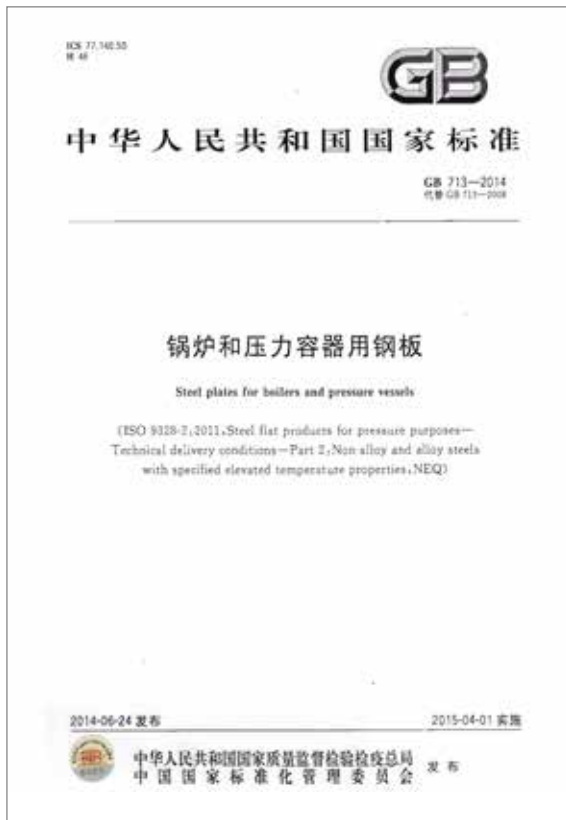 ICS 77.140.50
H 46
GB
中华人民共和国国家标准
GB 713—2014
代替 GB 713—2008
锅炉和压力容器用钢板
Steel plates for boilers and pressure vessels
(ISO 9328-2:2011,Steel flat products for pressure purposes—
Technical delivery conditions—Part 2:Non alloy and alloy steels
with specified elevated temperature properties,NEQ)
2014-06-24 发布
2015-04-01 实施
中华人民共和国国家质量监督检验检疫总局
中国国家标准化管理委员会
发布